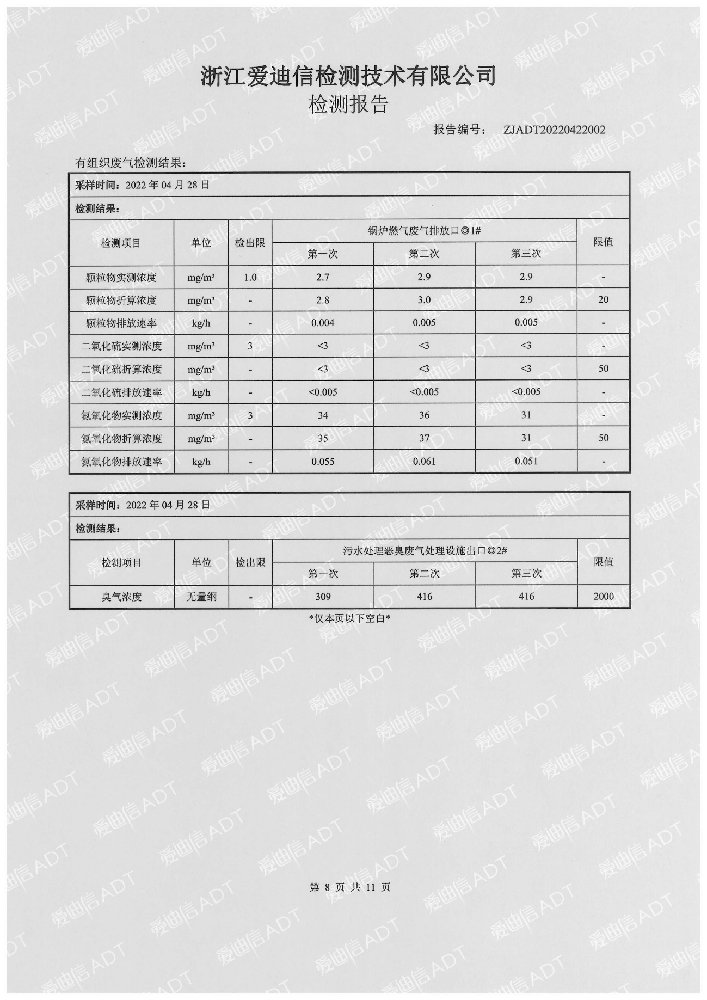 浙江爱迪信检测技术有限公司
检测报告
报告编号： ZJADT20220422002
有组织废气检测结果：
采样时间：2022 年 04 月 28 日
检测结果：
检测项目 单位 检出限 锅炉燃气废气排放口◎1# 限值
第一次 第二次 第三次
颗粒物实测浓度 mg/m³ 1.0 2.7 2.9 2.9 -
颗粒物折算浓度 mg/m³ - 2.8 3.0 2.9 20
颗粒物排放速率 kg/h - 0.004 0.005 0.005 -
二氧化硫实测浓度 mg/m³ 3 <3 <3 <3 -
二氧化硫折算浓度 mg/m³ - <3 <3 <3 50
二氧化硫排放速率 kg/h - <0.005 <0.005 <0.005 -
氮氧化物实测浓度 mg/m³ 3 34 36 31 -
氮氧化物折算浓度 mg/m³ - 35 37 31 50
氮氧化物排放速率 kg/h - 0.055 0.061 0.051 -
采样时间：2022 年 04 月 28 日
检测结果：
检测项目 单位 检出限 污水处理恶臭废气处理设施出口◎2# 限值
第一次 第二次 第三次
臭气浓度 无量纲 - 309 416 416 2000
*仅本页以下空白*
第 8 页 共 11 页
爱迪信 ADT